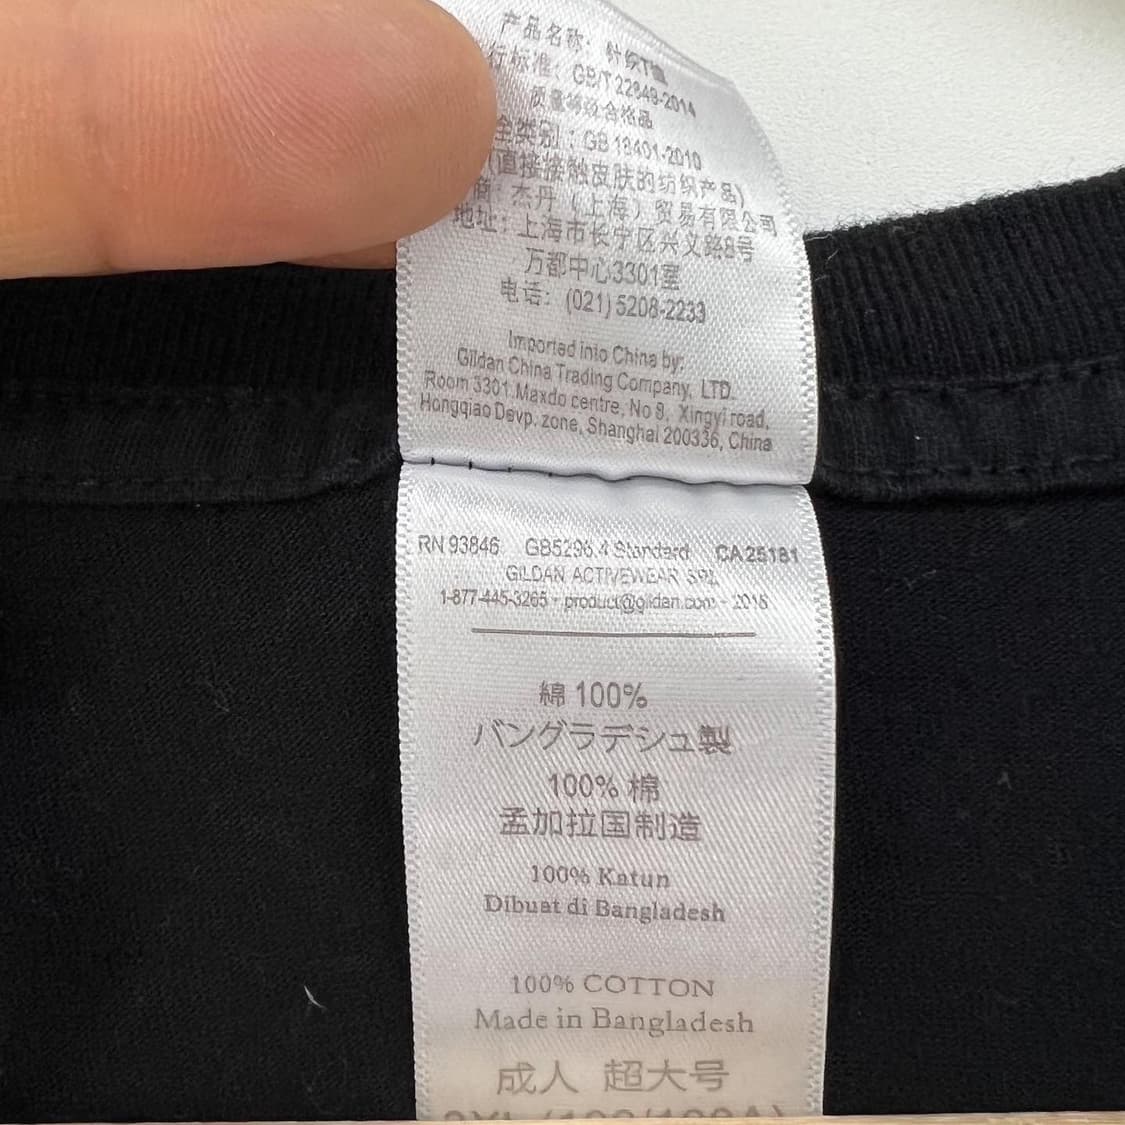 产品名称: 针织T恤
行标准: GB/T 22849-2014
质量等级合格品
全类别: GB 18401-2010
(直接接触皮肤的纺织产品)
商: 杰丹 (上海) 贸易有限公司
地址: 上海市长宁区兴义路8号
万都中心3301室
电话: (021) 5208-2233
Imported into China by:
Gildan China Trading Company, LTD.
Room 3301 Maxdo centre, No 8, Xingyi road,
Hongqiao Devp. zone, Shanghai 200336, China
RN 93846 GB5296.4 Standard CA 25181
GILDAN ACTIVEWEAR SRL
1-877-445-3265 - product@gildan.com -
綿 100%
バングラデシュ製
100% 棉
孟加拉国制造
100% Katun
Dibuat di Bangladesh
100% COTTON
Made in Bangladesh
成人 超大号